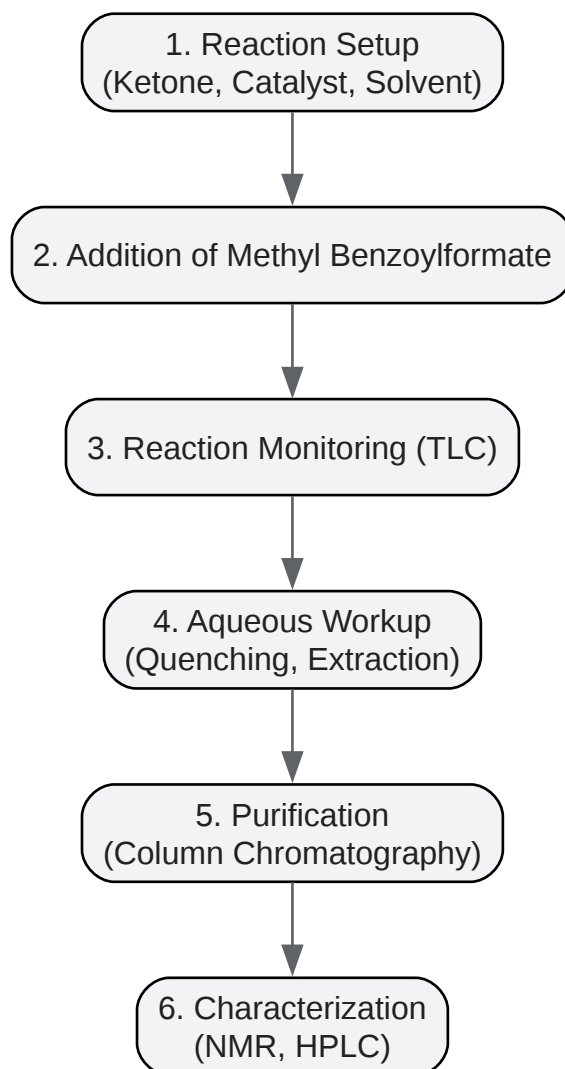 1. Reaction Setup
(Ketone, Catalyst, Solvent)
2. Addition of Methyl Benzoylformate
3. Reaction Monitoring (TLC)
4. Aqueous Workup
(Quenching, Extraction)
5. Purification
(Column Chromatography)
6. Characterization
(NMR, HPLC)